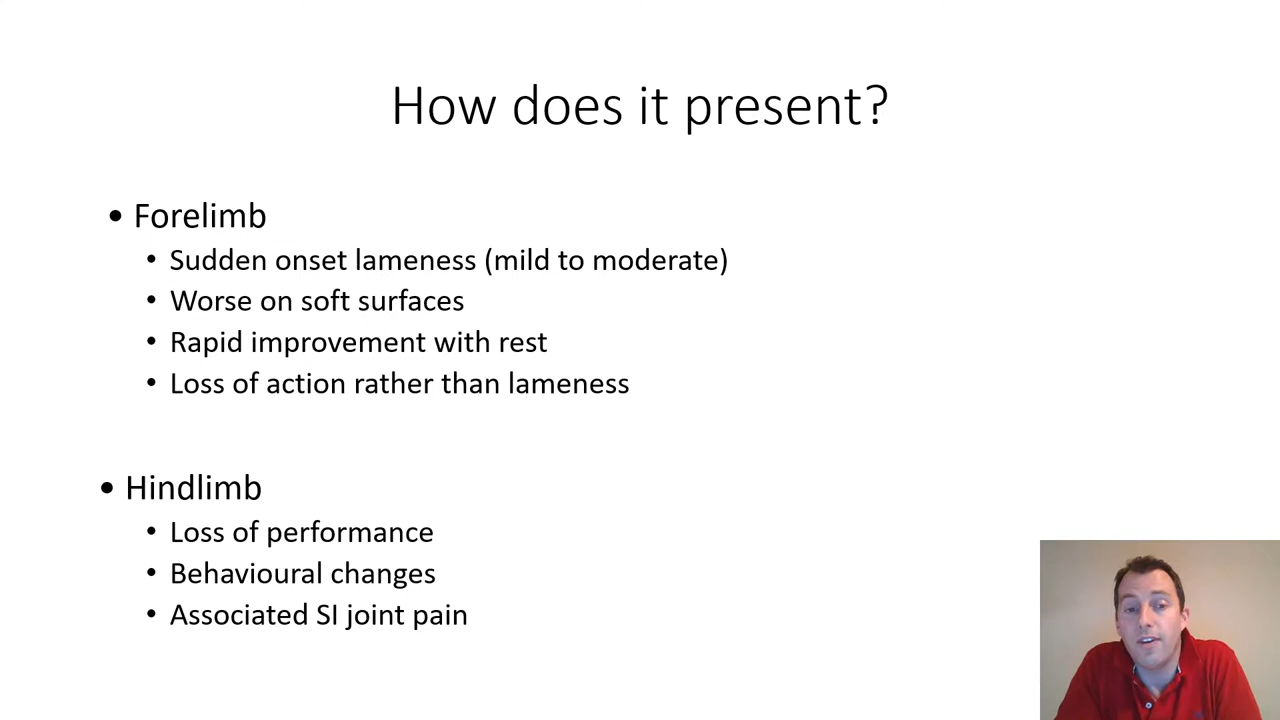 How does it present?
• Forelimb
• Sudden onset lameness (mild to moderate)
• Worse on soft surfaces
• Rapid improvement with rest
• Loss of action rather than lameness
• Hindlimb
• Loss of performance
• Behavioural changes
• Associated SI joint pain